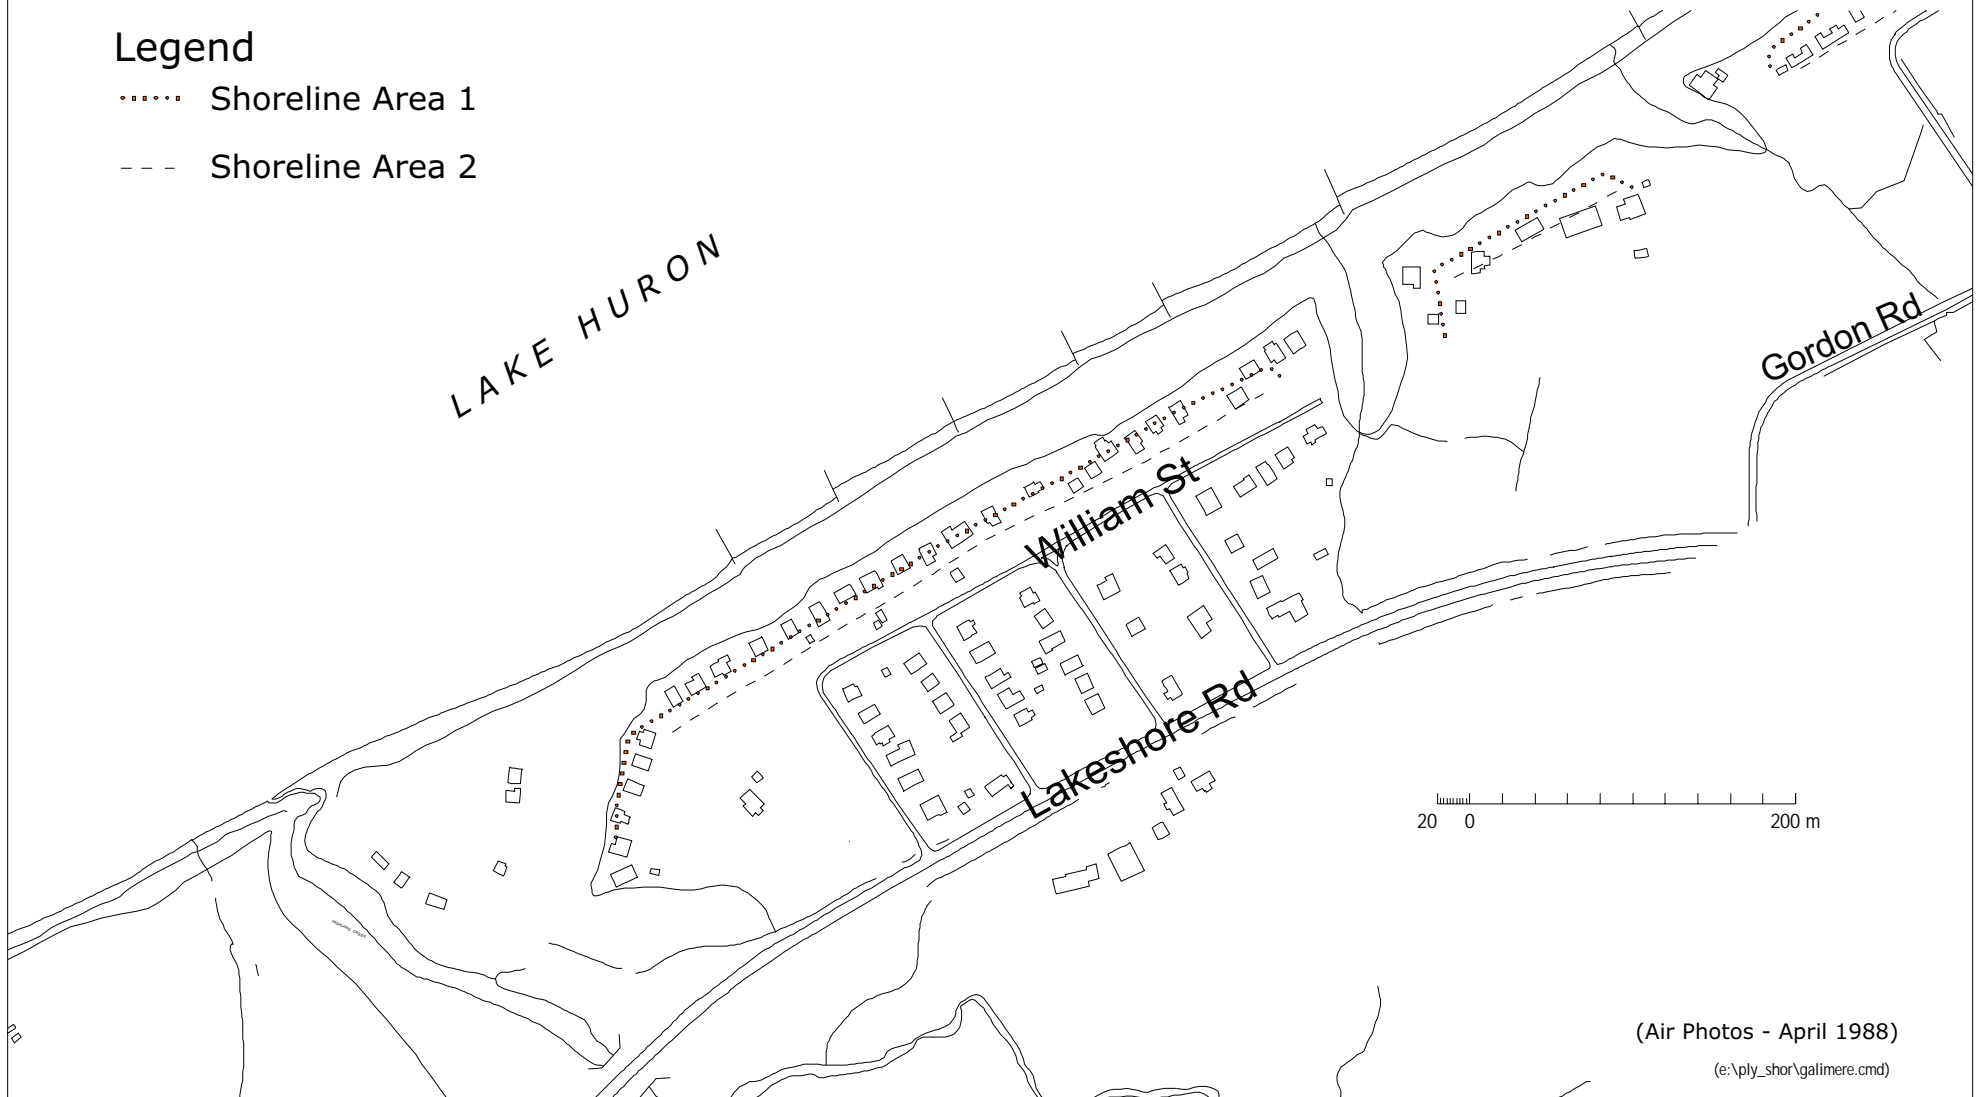 Legend
Shoreline Area 1
Shoreline Area 2
LAKE HURON
Gordon Rd
William St
Lakeshore Rd
20 0 200 m
(Air Photos - April 1988)
(e:\ply_shor\galimere.cmd)